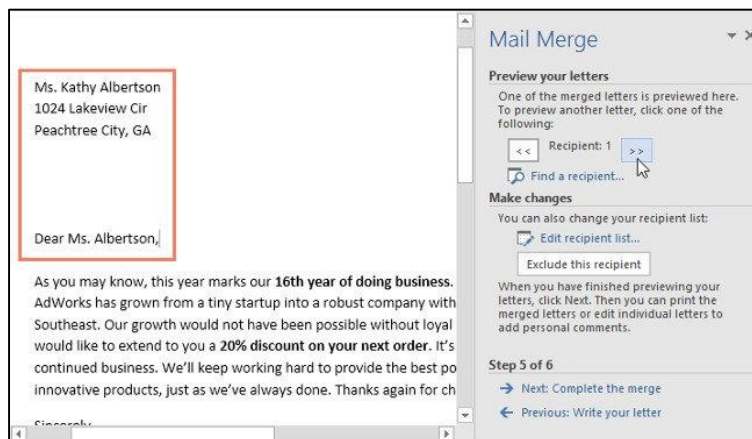 Ms. Kathy Albertson
1024 Lakeview Cir
Peachtree City, GA
Dear Ms. Albertson,
As you may know, this year marks our 16th year of doing business.
AdWorks has grown from a tiny startup into a robust company with
Southeast. Our growth would not have been possible without loyal
would like to extend to you a 20% discount on your next order. It's
continued business. We'll keep working hard to provide the best po
innovative products, just as we've always done. Thanks again for ch
Mail Merge
Preview your letters
One of the merged letters is previewed here.
To preview another letter, click one of the
following:
<< Recipient: 1 >>
Find a recipient...
Make changes
You can also change your recipient list:
Edit recipient list...
Exclude this recipient
When you have finished previewing your
letters, click Next. Then you can print the
merged letters or edit individual letters to
add personal comments.
Step 5 of 6
Next: Complete the merge
Previous: Write your letter